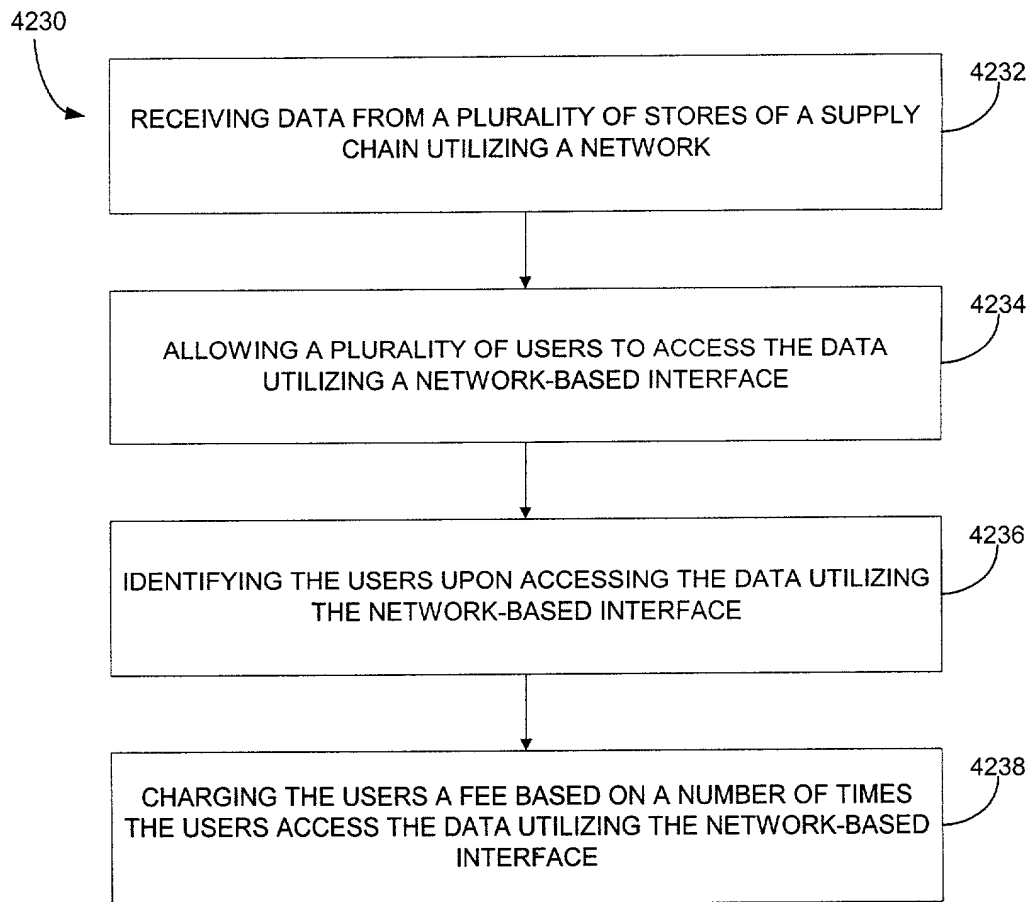 4230
4232
RECEIVING DATA FROM A PLURALITY OF STORES OF A SUPPLY
CHAIN UTILIZING A NETWORK
4234
ALLOWING A PLURALITY OF USERS TO ACCESS THE DATA
UTILIZING A NETWORK-BASED INTERFACE
4236
IDENTIFYING THE USERS UPON ACCESSING THE DATA UTILIZING
THE NETWORK-BASED INTERFACE
4238
CHARGING THE USERS A FEE BASED ON A NUMBER OF TIMES
THE USERS ACCESS THE DATA UTILIZING THE NETWORK-BASED
INTERFACE